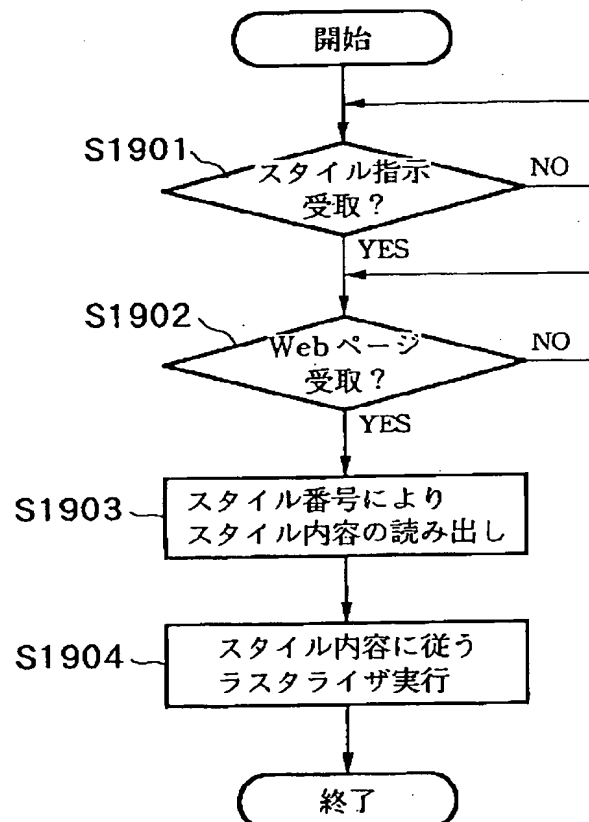 開始
S1901
スタイル指示
受取?
NO
YES
S1902
Webページ
受取?
NO
YES
S1903
スタイル番号により
スタイル内容の読み出し
S1904
スタイル内容に従う
ラスタライザ実行
終了